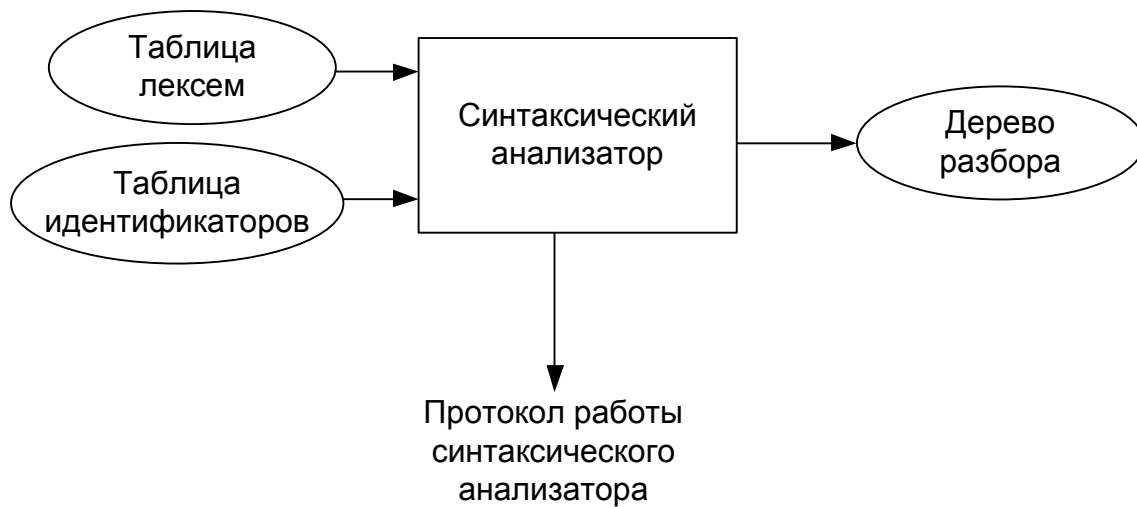 Таблица
лексем
Таблица
идентификаторов
Синтаксический
анализатор
Дерево
разбора
Протокол работы
синтаксического
анализатора